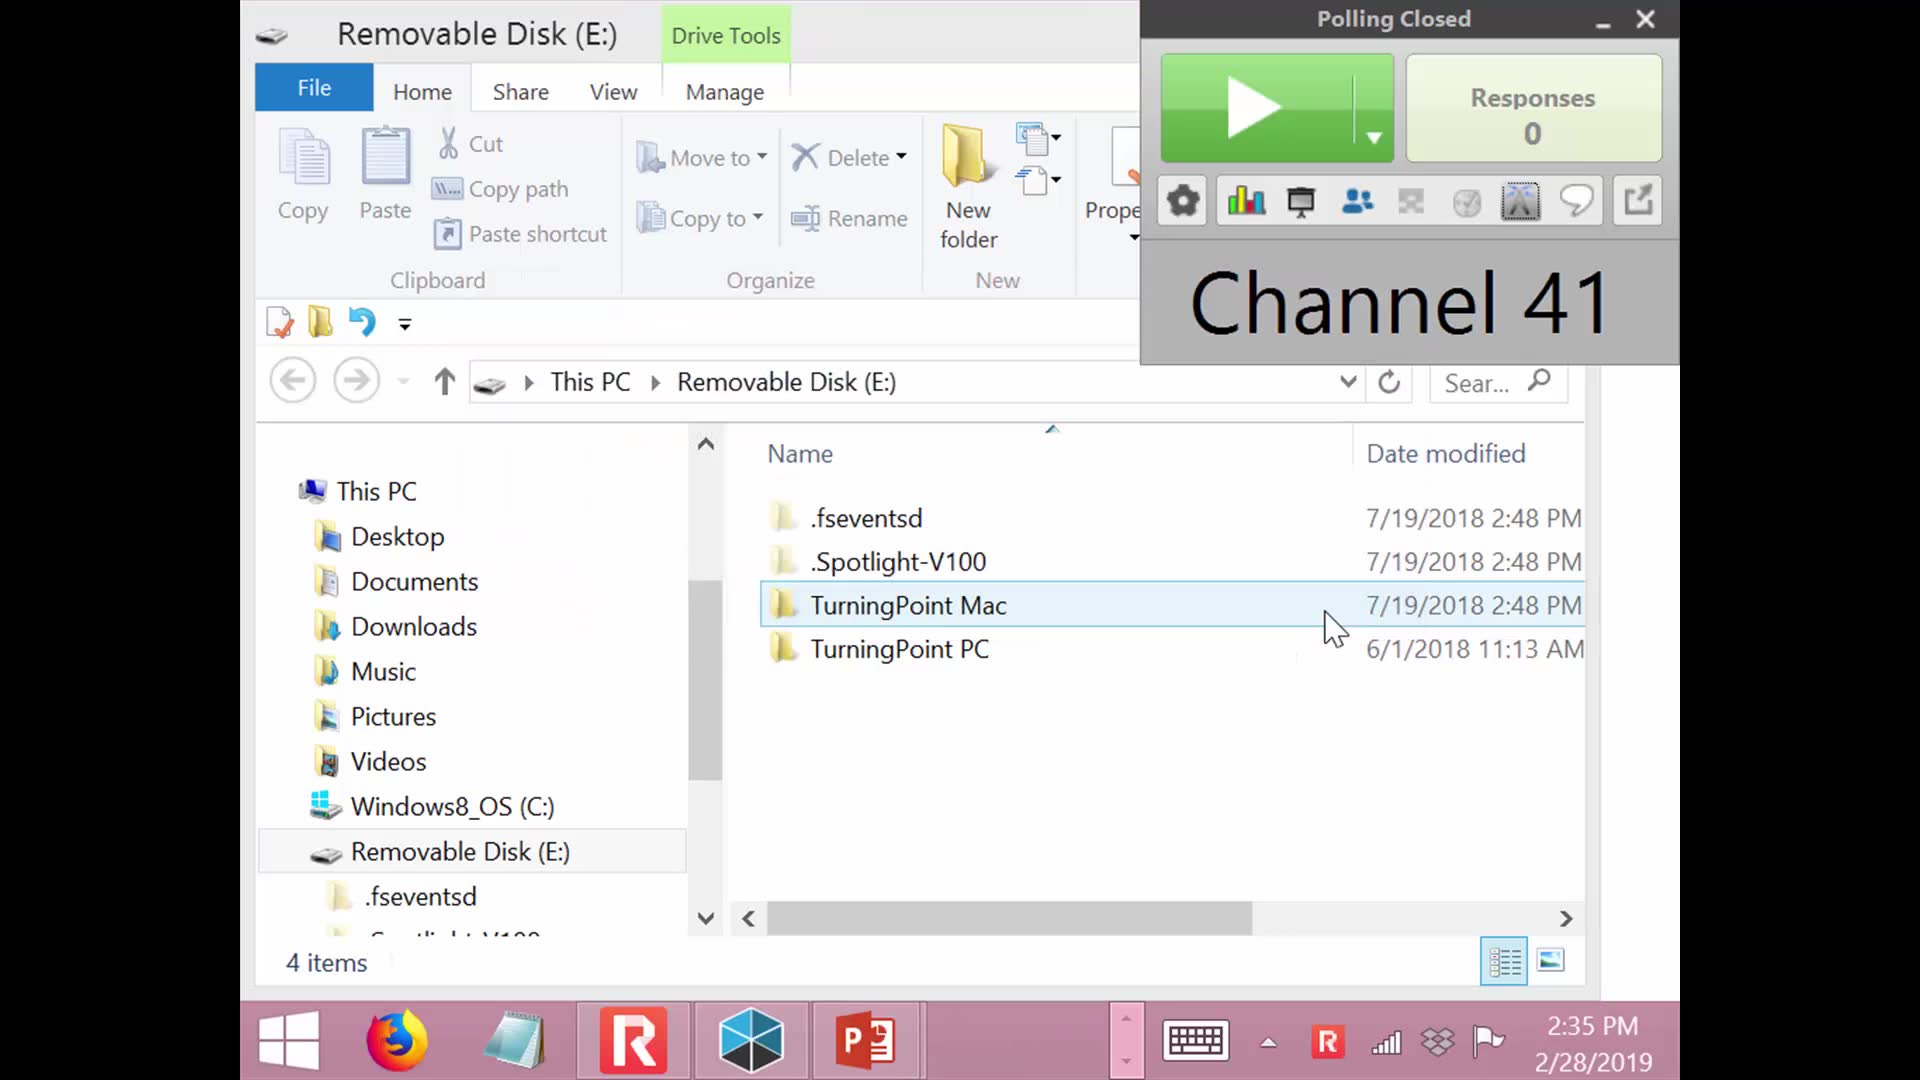 Removable Disk (E:)
Drive Tools
Polling Closed
File
Home
Share
View
Manage
Responses
0
Copy
Paste
Cut
Copy path
Paste shortcut
Clipboard
Move to
Copy to
Delete
Rename
Organize
New
folder
New
Prope
Channel 41
This PC
Removable Disk (E:)
Sear...
Name
Date modified
This PC
Desktop
Documents
Downloads
Music
Pictures
Videos
Windows8_OS (C:)
Removable Disk (E:)
.fseventsd
.fseventsd 7/19/2018 2:48 PM
.Spotlight-V100 7/19/2018 2:48 PM
TurningPoint Mac 7/19/2018 2:48 PM
TurningPoint PC 6/1/2018 11:13 AM
4 items
2:35 PM
2/28/2019